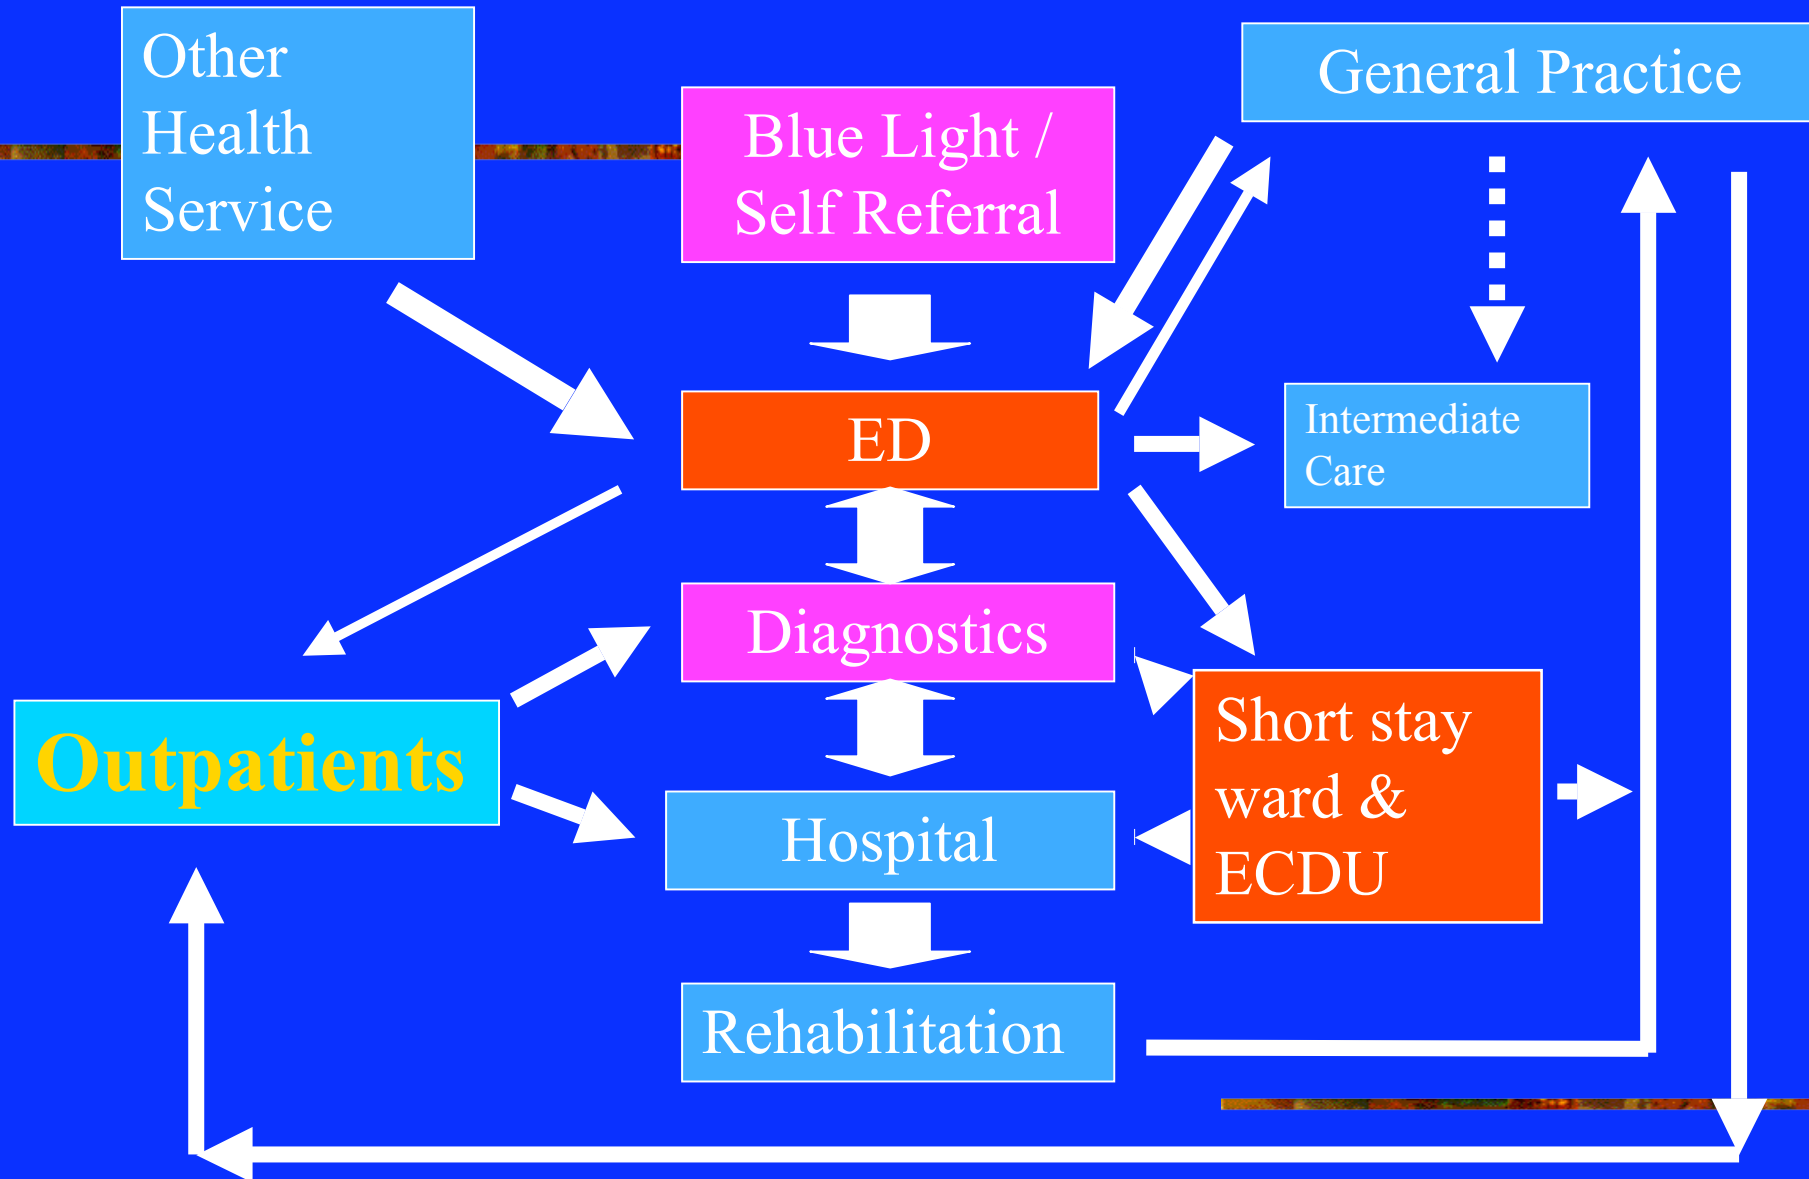 Other
Health
Service
Blue Light /
Self Referral
General Practice
ED
Intermediate
Care
Diagnostics
Outpatients
Short stay
ward &
ECDU
Hospital
Rehabilitation